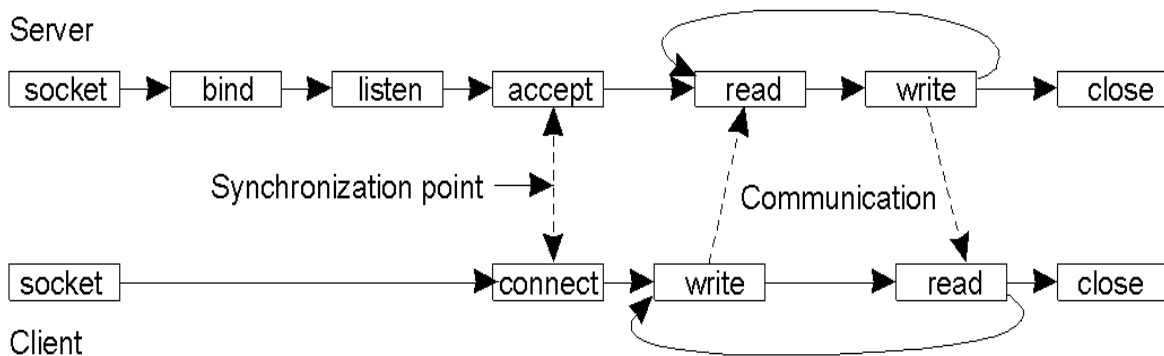 Server
socket bind listen accept read write close
Synchronization point
Communication
socket connect write read close
Client